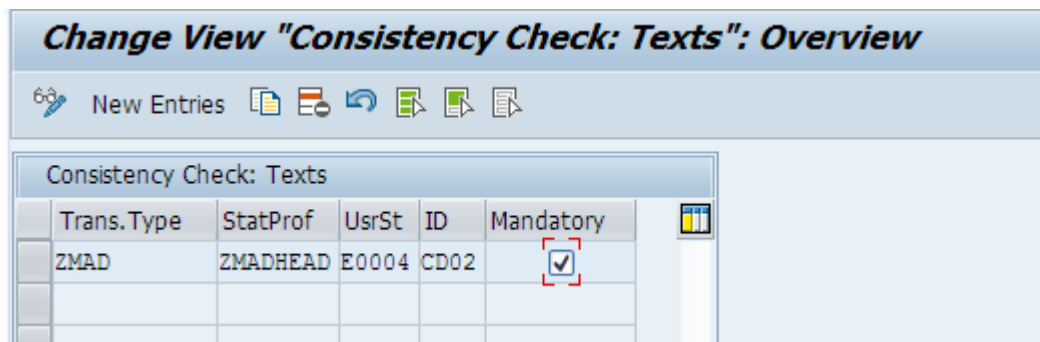 Change View "Consistency Check: Texts": Overview
New Entries
Consistency Check: Texts
Trans.Type StatProf UsrSt ID Mandatory
ZMAD ZMADHEAD E0004 CD02